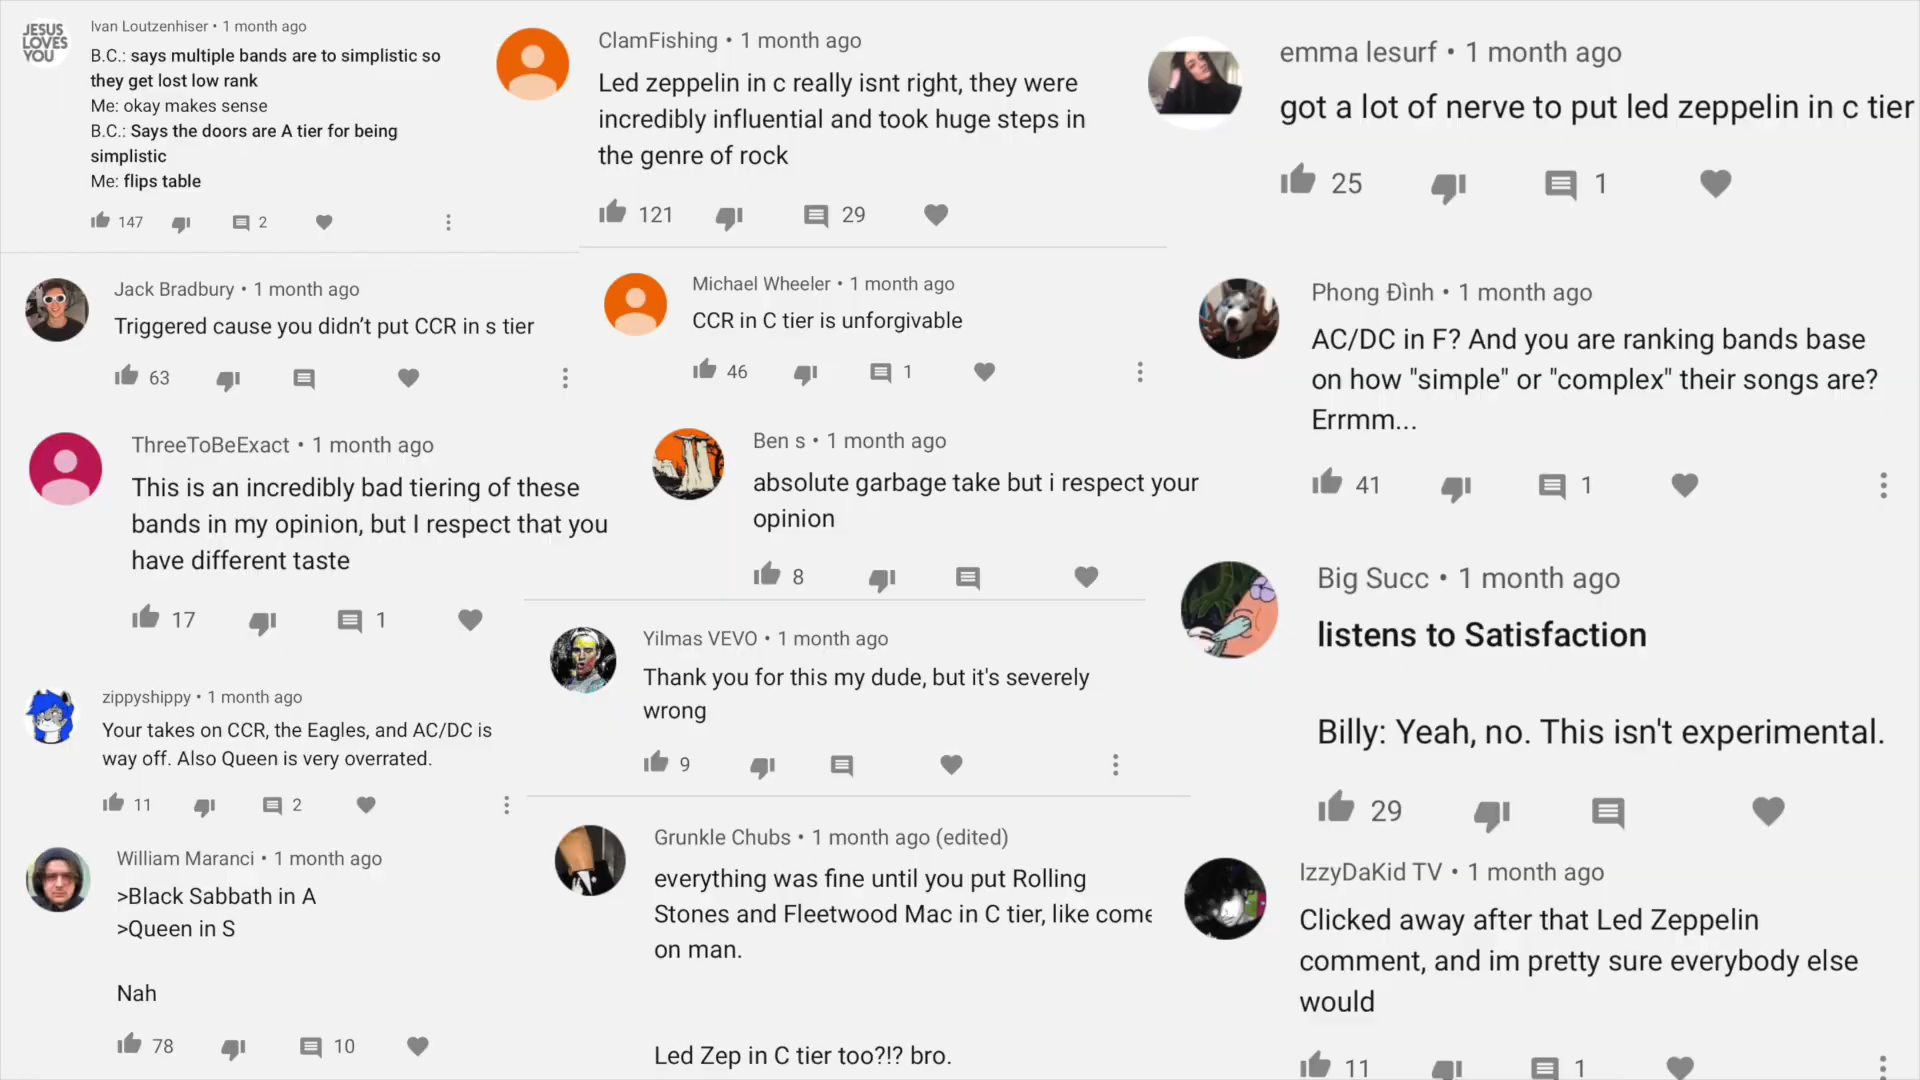 JESUS
LOVES
YOU
Ivan Loutzenhiser • 1 month ago
B.C.: says multiple bands are to simplistic so
they get lost low rank
Me: okay makes sense
B.C.: Says the doors are A tier for being
simplistic
Me: flips table
147
2
ClamFishing • 1 month ago
Led zeppelin in c really isnt right, they were
incredibly influential and took huge steps in
the genre of rock
121
29
emma lesurf • 1 month ago
got a lot of nerve to put led zeppelin in c tier
25
1
Jack Bradbury • 1 month ago
Triggered cause you didn't put CCR in s tier
63
Michael Wheeler • 1 month ago
CCR in C tier is unforgivable
46
1
Phong Đình • 1 month ago
AC/DC in F? And you are ranking bands base
on how "simple" or "complex" their songs are?
Errmm...
41
1
ThreeToBeExact • 1 month ago
This is an incredibly bad tiering of these
bands in my opinion, but I respect that you
have different taste
17
1
Ben s • 1 month ago
absolute garbage take but i respect your
opinion
8
Big Succ • 1 month ago
listens to Satisfaction
Billy: Yeah, no. This isn't experimental.
29
Yilmas VEVO • 1 month ago
Thank you for this my dude, but it's severely
wrong
9
zippyshippy • 1 month ago
Your takes on CCR, the Eagles, and AC/DC is
way off. Also Queen is very overrated.
11
2
Grunkle Chubs • 1 month ago (edited)
everything was fine until you put Rolling
Stones and Fleetwood Mac in C tier, like come
on man.
Led Zep in C tier too?!? bro.
William Maranci • 1 month ago
>Black Sabbath in A
>Queen in S
Nah
78
10
IzzyDaKid TV • 1 month ago
Clicked away after that Led Zeppelin
comment, and im pretty sure everybody else
would
11
1